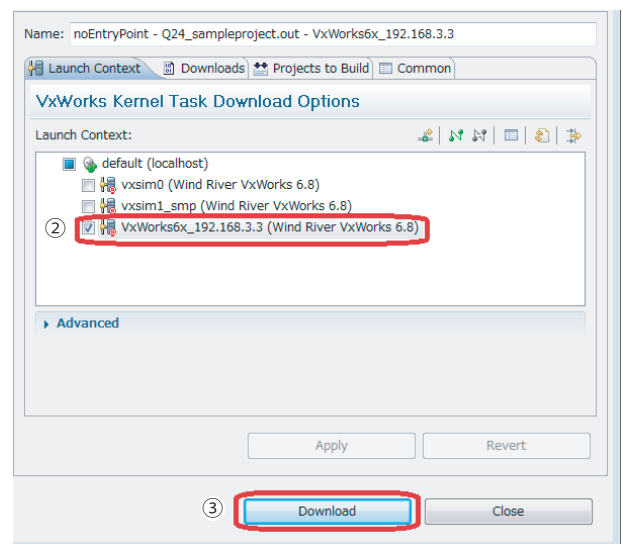 Name: noEntryPoint - Q24_sampleproject.out - VxWorks6x_192.168.3.3
Launch Context Downloads Projects to Build Common
VxWorks Kernel Task Download Options
Launch Context:
default (localhost)
vxsim0 (Wind River VxWorks 6.8)
vxsim1_smp (Wind River VxWorks 6.8)
② VxWorks6x_192.168.3.3 (Wind River VxWorks 6.8)
Advanced
Apply Revert
③ Download Close